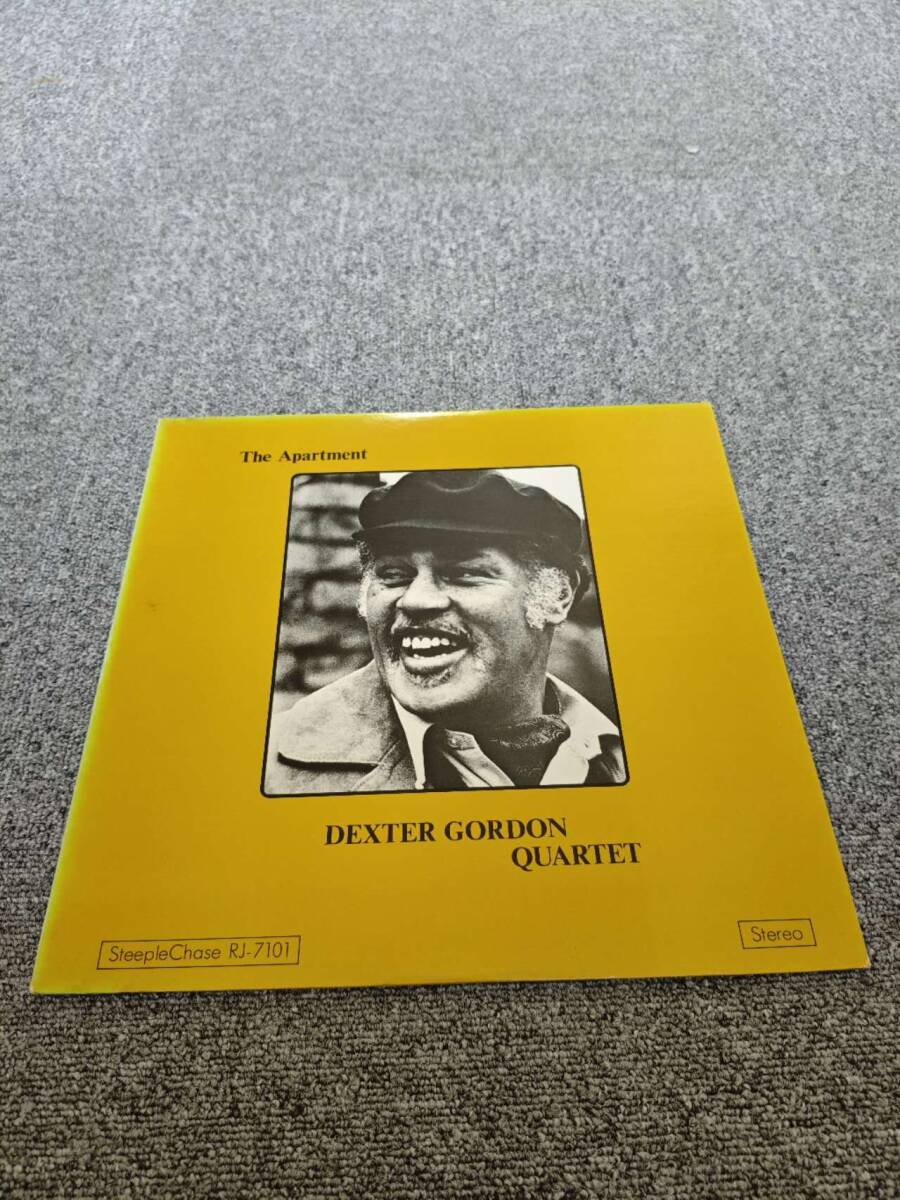 The Apartment
DEXTER GORDON
QUARTET
SteepleChase RJ-7101
Stereo